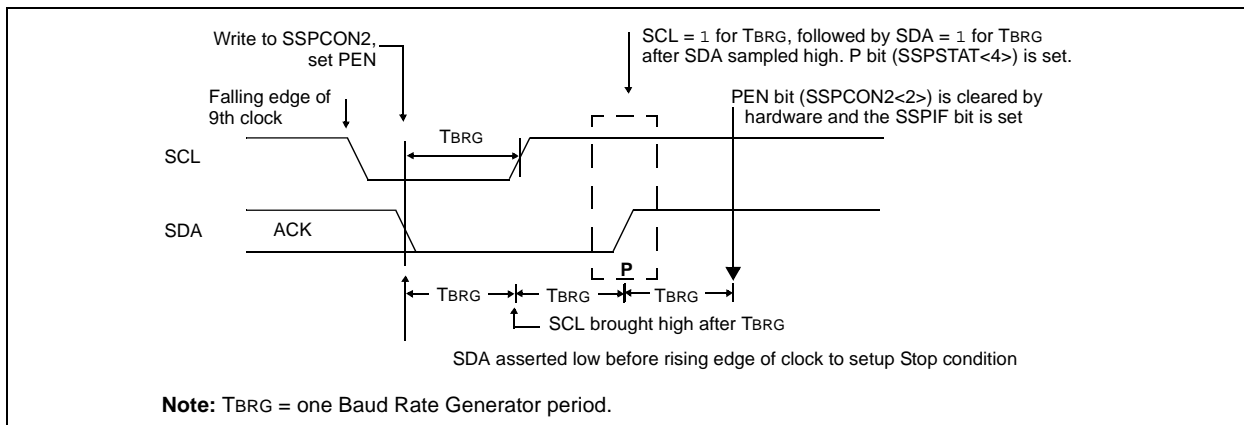 Write to SSPCON2,
set PEN
SCL = 1 for TBRG, followed by SDA = 1 for TBRG
after SDA sampled high. P bit (SSPSTAT<4>) is set.
Falling edge of
9th clock
PEN bit (SSPCON2<2>) is cleared by
hardware and the SSPIF bit is set
TBRG
SCL
SDA
ACK
P
TBRG
TBRG
TBRG
SCL brought high after TBRG
SDA asserted low before rising edge of clock to setup Stop condition
Note: TBRG = one Baud Rate Generator period.